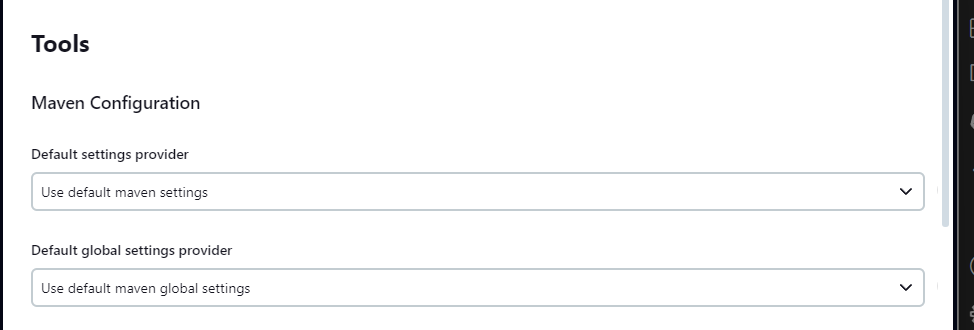 Tools
Maven Configuration
Default settings provider
Use default maven settings
Default global settings provider
Use default maven global settings